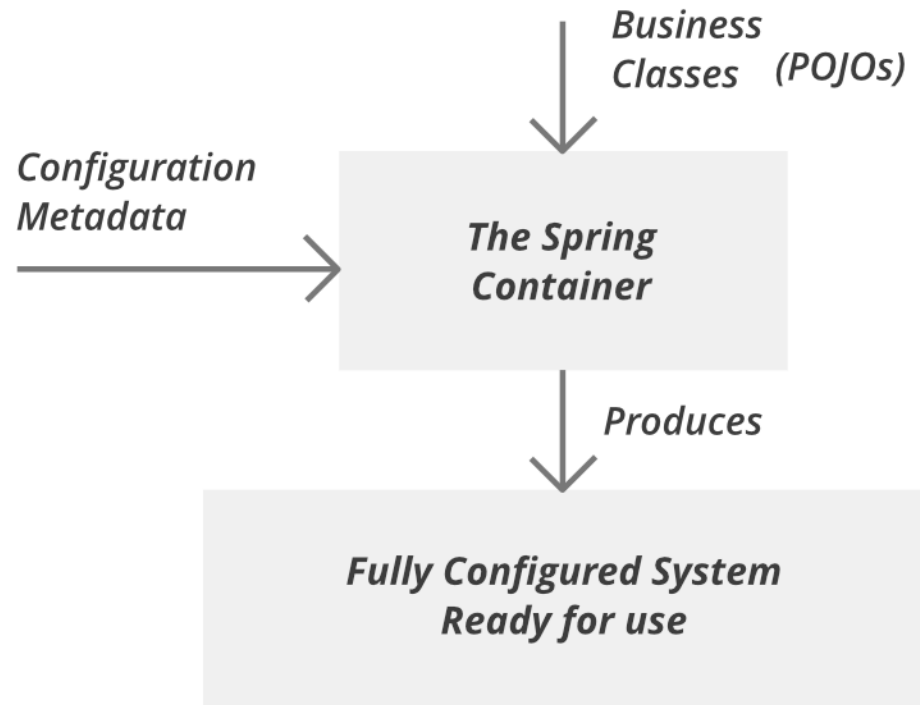 Business
Classes (POJOs)
Configuration
Metadata
The Spring
Container
Produces
Fully Configured System
Ready for use